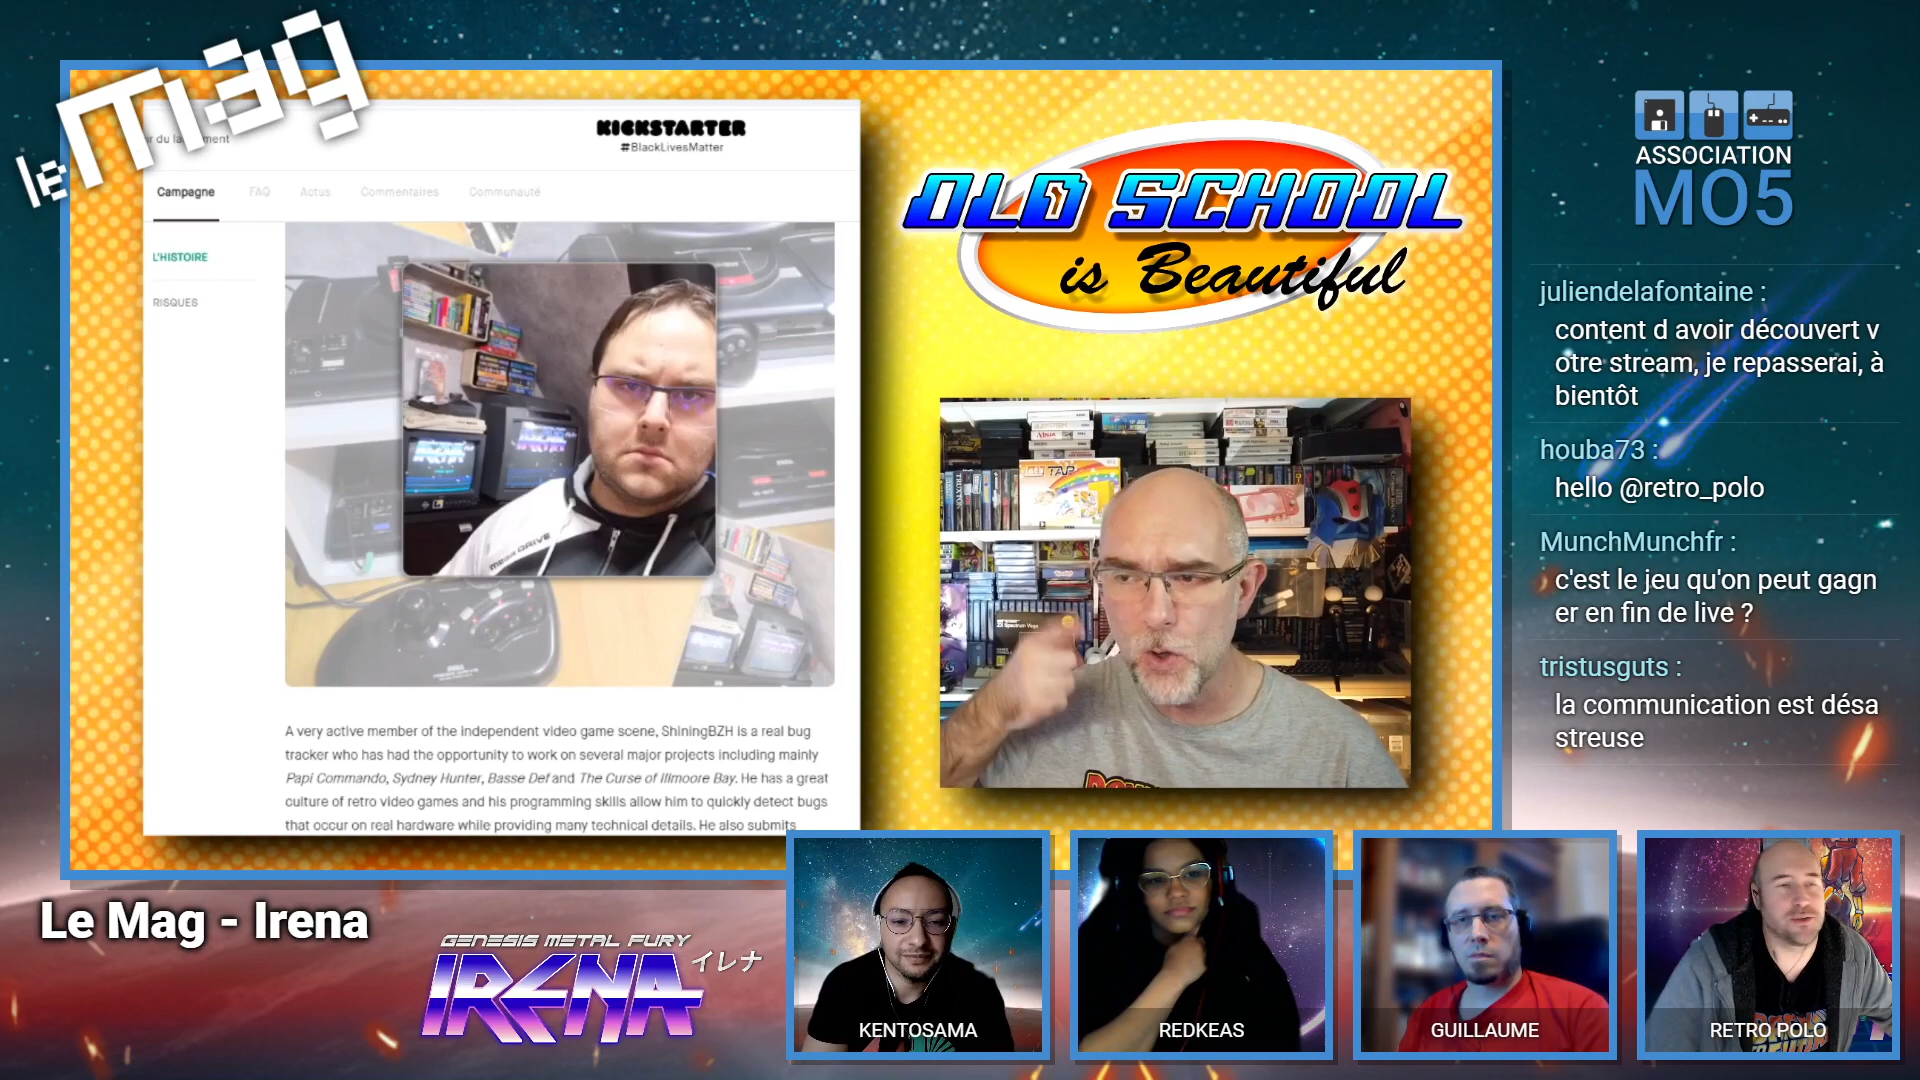 le mag
KICKSTARTER
#BlackLivesMatter
Campagne
FAQ
Actus
Commentaires
Communauté
L'HISTOIRE
RISQUES
IRENA
MEGA DRIVE
A very active member of the independent video game scene, ShiningBZH is a real bug
tracker who has had the opportunity to work on several major projects including mainly
Papi Commando, Sydney Hunter, Basse Def and The Curse of Illmoore Bay. He has a great
culture of retro video games and his programming skills allow him to quickly detect bugs
that occur on real hardware while providing many technical details. He also submits
OLD SCHOOL
is Beautiful
TAP
ASSOCIATION
MO5
juliendelafontaine :
content d avoir découvert v
otre stream, je repasserai, à
bientôt
houba73 :
hello @retro_polo
MunchMunchfr :
c'est le jeu qu'on peut gagn
er en fin de live ?
tristusguts :
la communication est désa
streuse
Le Mag - Irena
GENESIS METAL FURY
IRENA
イレナ
KENTOSAMA
REDKEAS
GUILLAUME
RETRO POLO